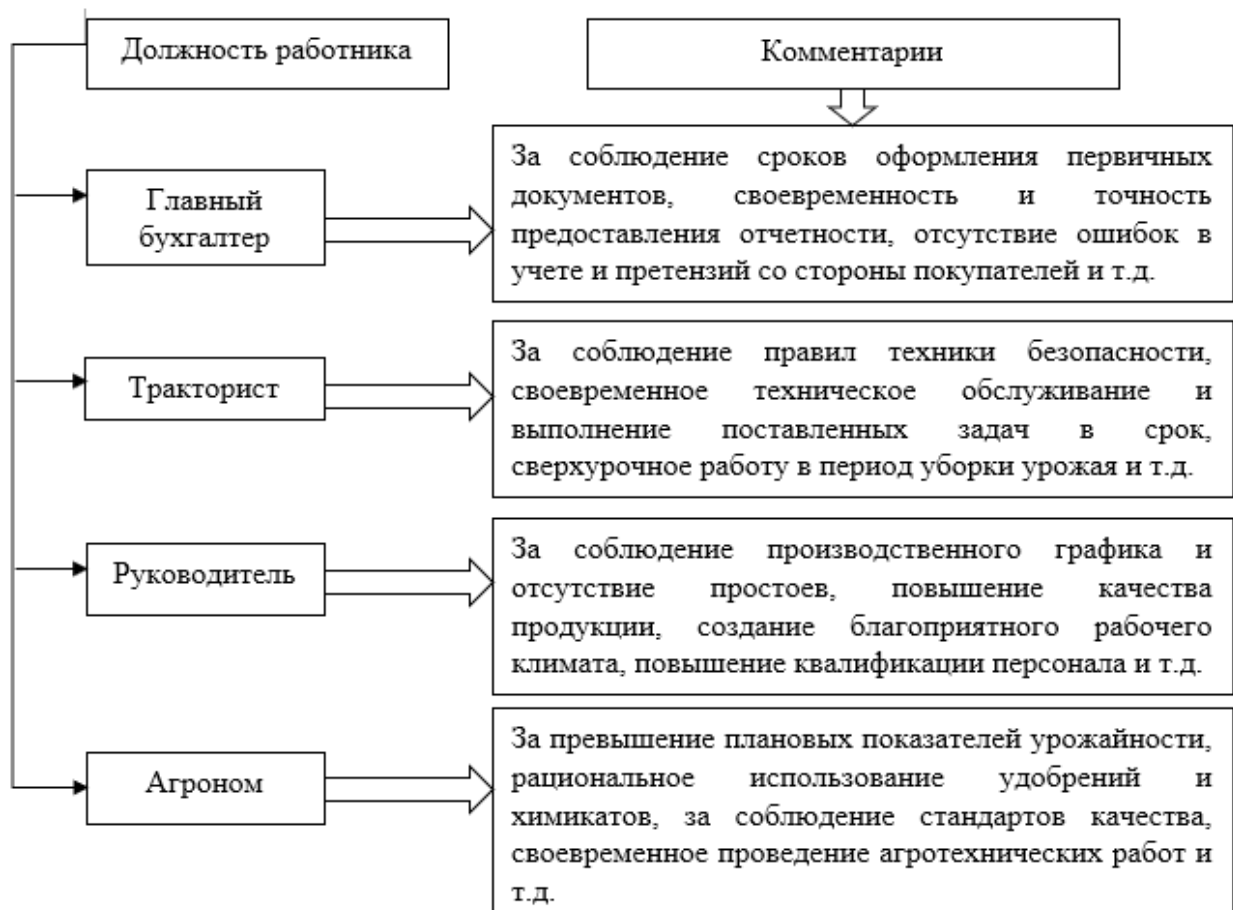 Должность работника
Комментарии
Главный
бухгалтер
За соблюдение сроков оформления первичных
документов, своевременность и точность
предоставления отчетности, отсутствие ошибок в
учете и претензий со стороны покупателей и т.д.
Тракторист
За соблюдение правил техники безопасности,
своевременное техническое обслуживание и
выполнение поставленных задач в срок,
сверхурочное работу в период уборки урожая и т.д.
Руководитель
За соблюдение производственного графика и
отсутствие простоев, повышение качества
продукции, создание благоприятного рабочего
климата, повышение квалификации персонала и т.д.
Агроном
За превышение плановых показателей урожайности,
рациональное использование удобрений и
химикатов, за соблюдение стандартов качества,
своевременное проведение агротехнических работ и
т.д.